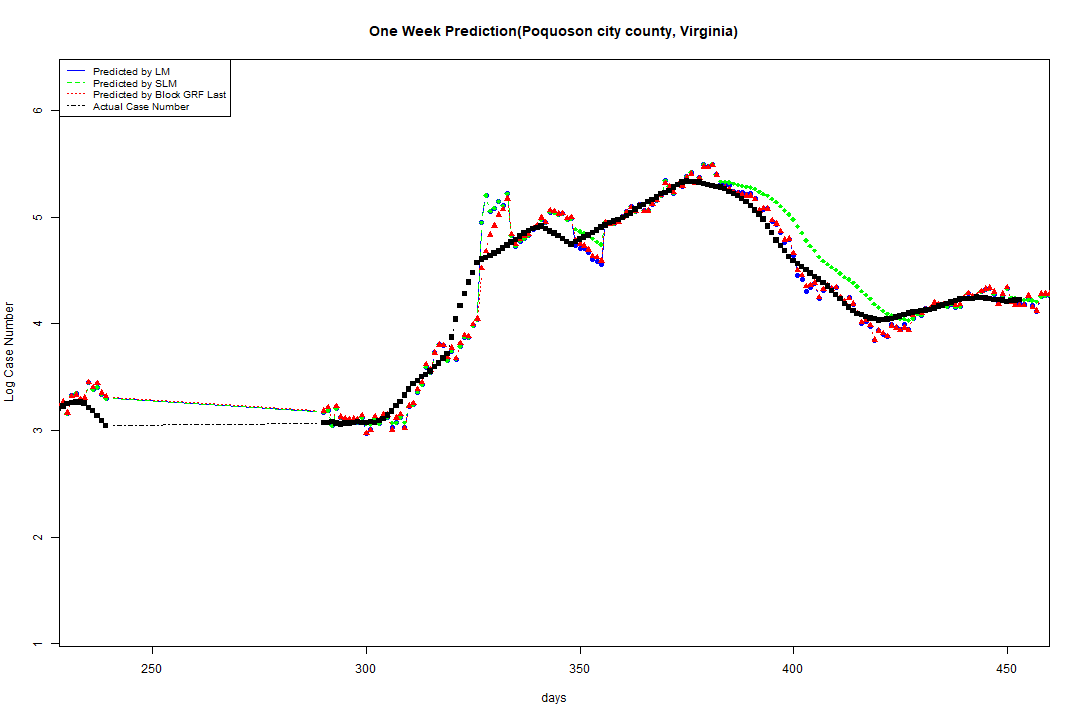 One Week Prediction(Poquoson city county, Virginia)
Predicted by LM
Predicted by SLM
Predicted by Block GRF Last
Actual Case Number
6
5
4
3
2
1
Log Case Number
250 300 350 400 450
days